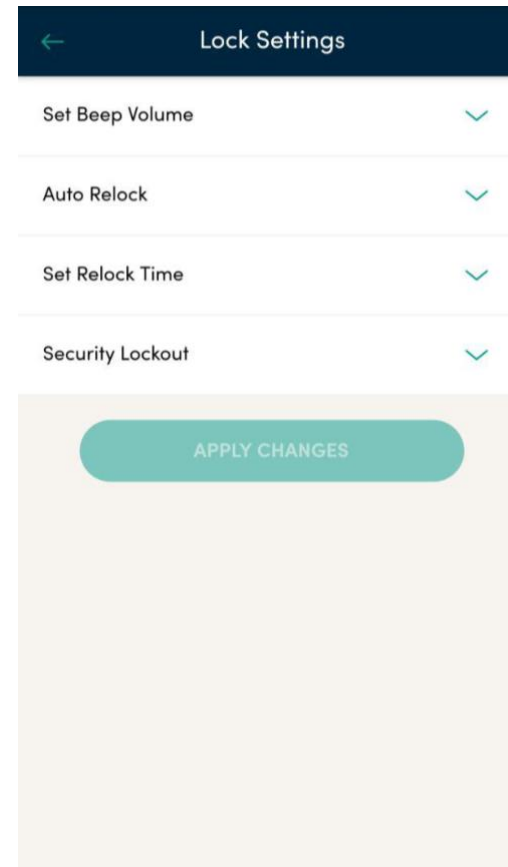 Lock Settings
Set Beep Volume
Auto Relock
Set Relock Time
Security Lockout
APPLY CHANGES